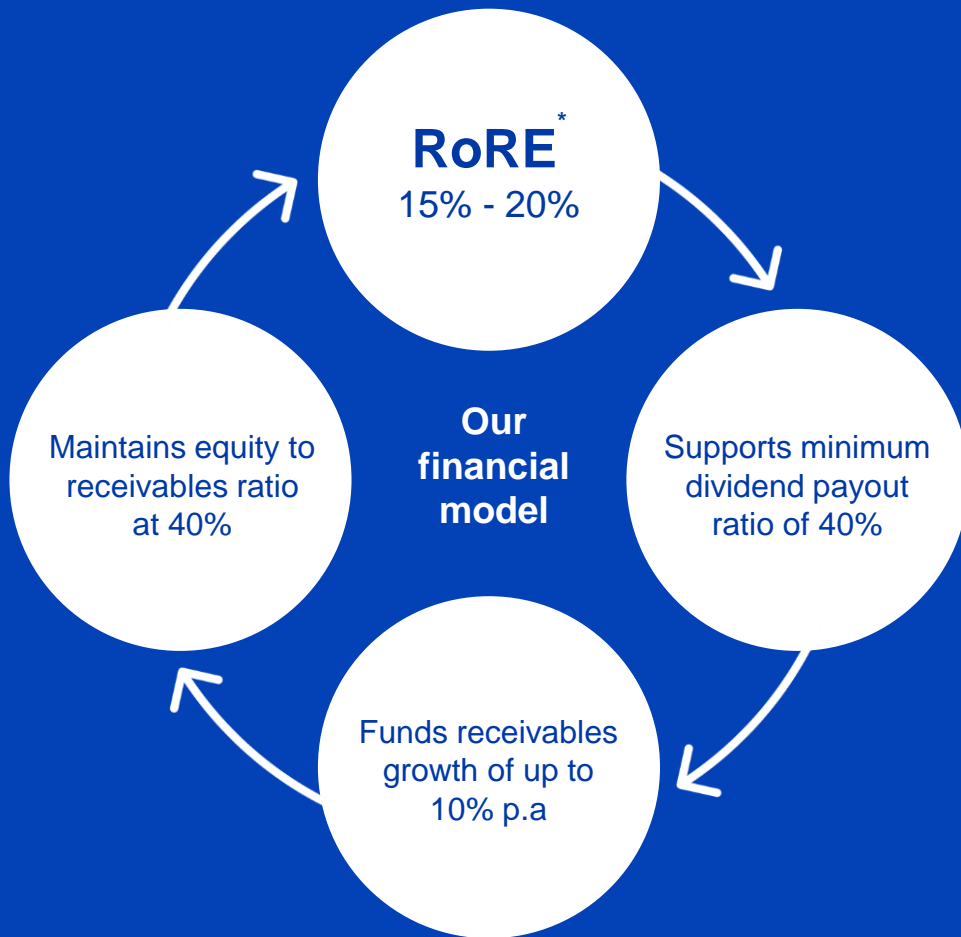 RoRE*
15% - 20%
Maintains equity to
receivables ratio
at 40%
Our
financial
model
Supports minimum
dividend payout
ratio of 40%
Funds receivables
growth of up to
10% p.a